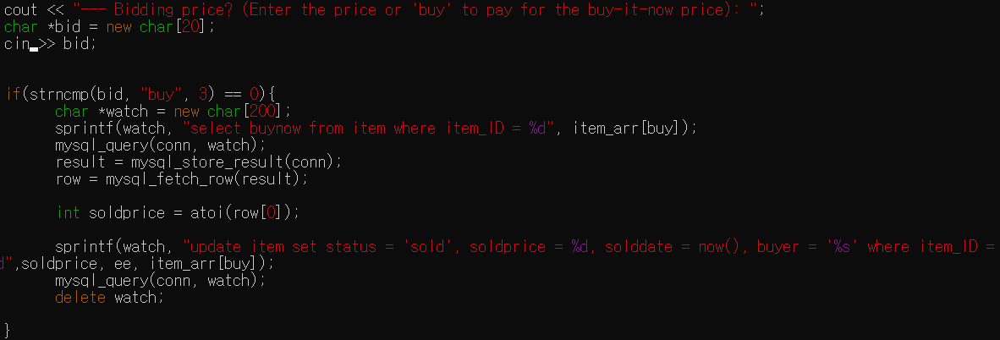 cout << "--- Bidding price? (Enter the price or 'buy' to pay for the buy-it-now price): ";
char *bid = new char[20];
cin >> bid;
if(strncmp(bid, "buy", 3) == 0){
char *watch = new char[200];
sprintf(watch, "select buynow from item where item_ID = %d", item_arr[buy]);
mysql_query(conn, watch);
result = mysql_store_result(conn);
row = mysql_fetch_row(result);
int soldprice = atoi(row[0]);
sprintf(watch, "update item set status = 'sold', soldprice = %d, solddate = now(), buyer = '%s' where item_ID =
d",soldprice, ee, item_arr[buy]);
mysql_query(conn, watch);
delete watch;
}